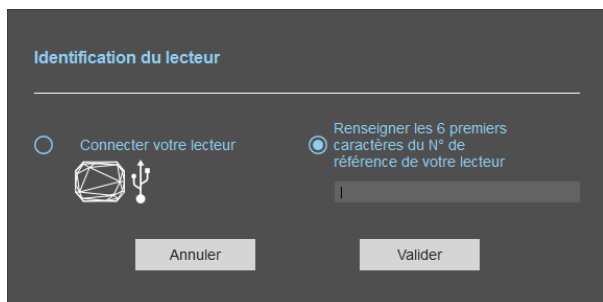 Identification du lecteur
Connecter votre lecteur
Renseigner les 6 premiers
caractères du N° de
référence de votre lecteur
Annuler
Valider